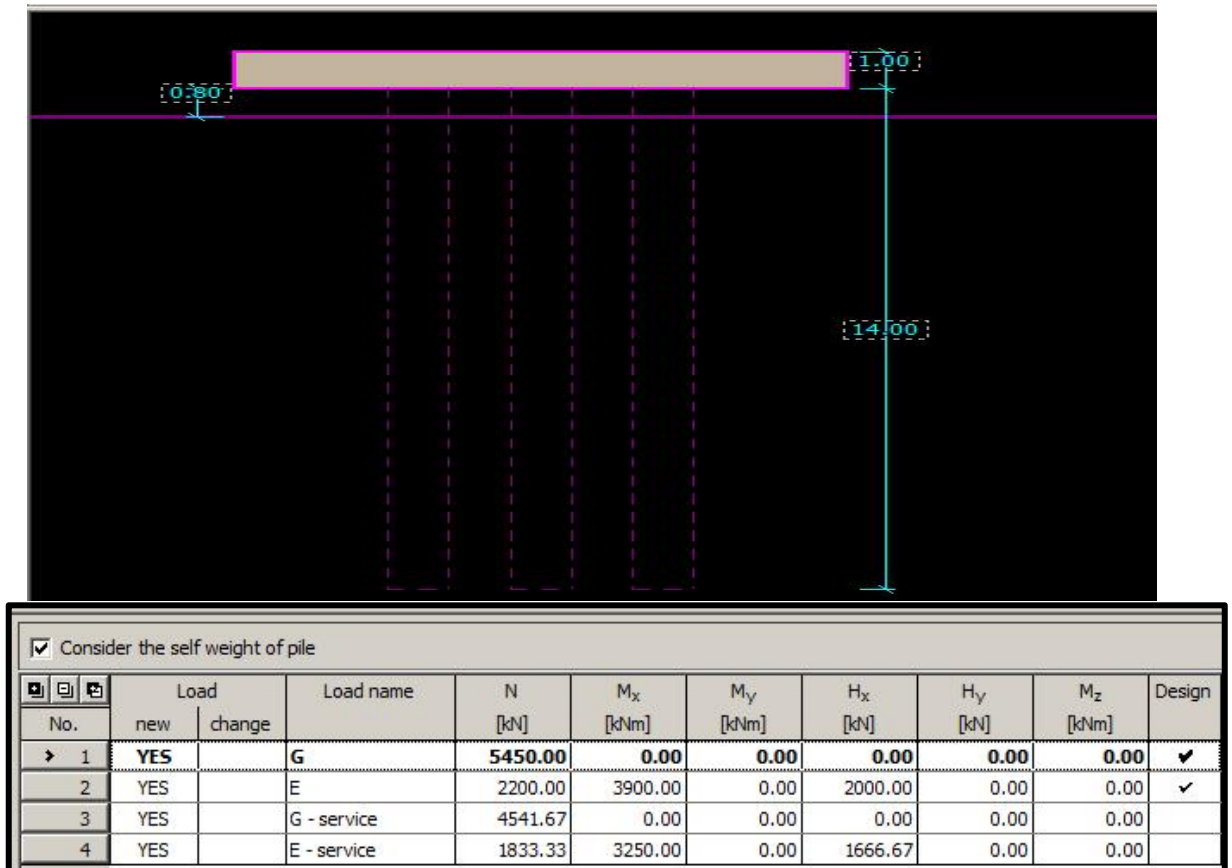 1.00
0.80
14.00
Consider the self weight of pile
Load Load name N Mx My Hx Hy Mz Design
No. new change [kN] [kNm] [kNm] [kN] [kN] [kNm]
1 YES G 5450.00 0.00 0.00 0.00 0.00 0.00
2 YES E 2200.00 3900.00 0.00 2000.00 0.00 0.00
3 YES G - service 4541.67 0.00 0.00 0.00 0.00 0.00
4 YES E - service 1833.33 3250.00 0.00 1666.67 0.00 0.00